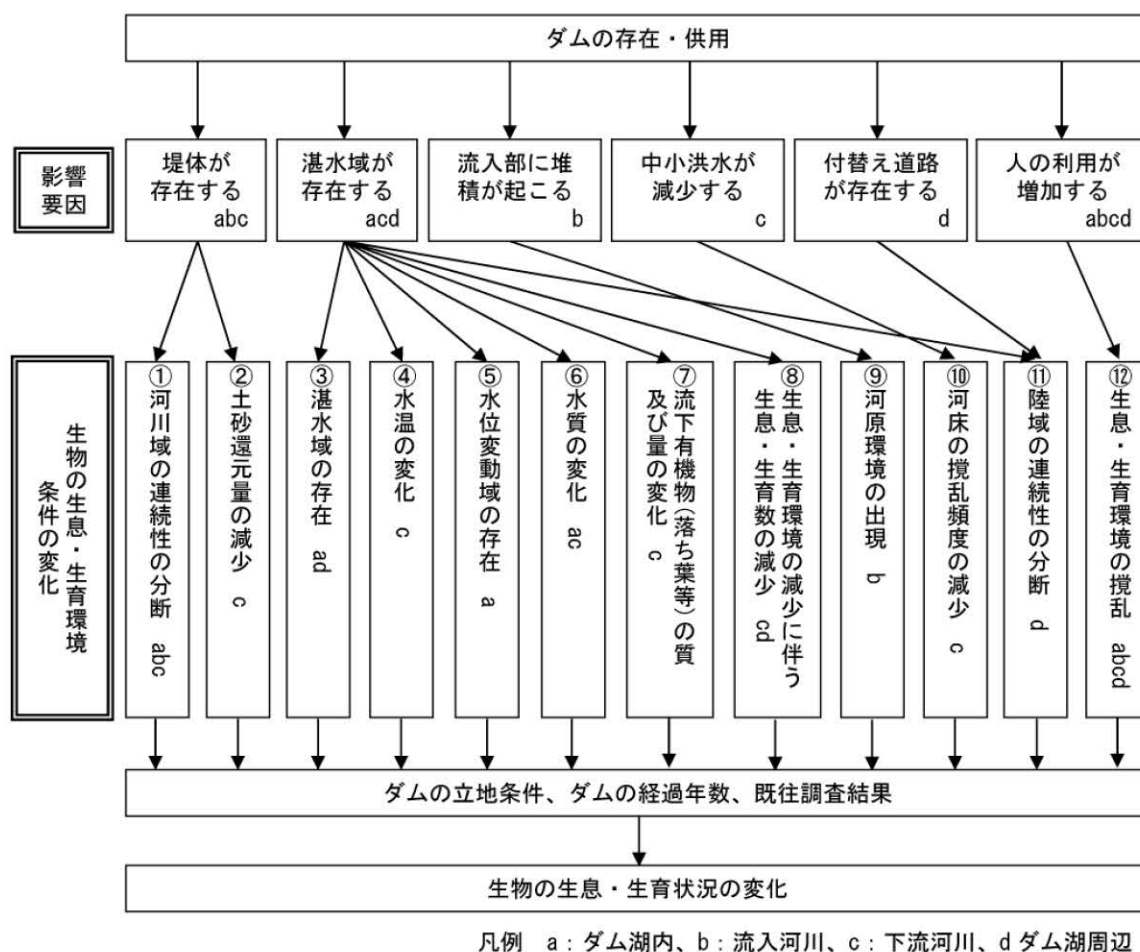 ダムの存在・供用
影響
要因
堤体が
存在する
abc
湛水域が
存在する
acd
流入部に堆
積が起こる
b
中小洪水が
減少する
c
付替え道路
が存在する
d
人の利用が
増加する
abcd
生物の生息・生育環境
条件の変化
①河川域の連続性の分断 abc
②土砂還元量の減少 c
③湛水域の存在 ad
④水温の変化 c
⑤水位変動域の存在 a
⑥水質の変化 ac
⑦流下有機物(落ち葉等)の質
及び量の変化 c
⑧生息・生育環境の減少に伴う
生息・生育数の減少 cd
⑨河原環境の出現 b
⑩河床の撹乱頻度の減少 c
⑪陸域の連続性の分断 d
⑫生息・生育環境の撹乱 abcd
ダムの立地条件、ダムの経過年数、既往調査結果
生物の生息・生育状況の変化
凡例 a:ダム湖内、b:流入河川、c:下流河川、d ダム湖周辺